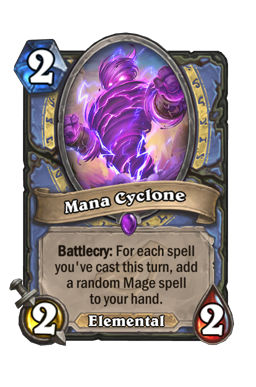 2
Mana Cyclone
Battlecry: For each spell
you've cast this turn, add
a random Mage spell
to your hand.
2
Elemental
2